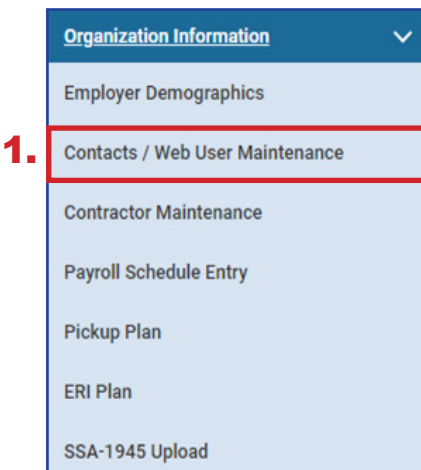 Organization Information
Employer Demographics
1. Contacts / Web User Maintenance
Contractor Maintenance
Payroll Schedule Entry
Pickup Plan
ERI Plan
SSA-1945 Upload